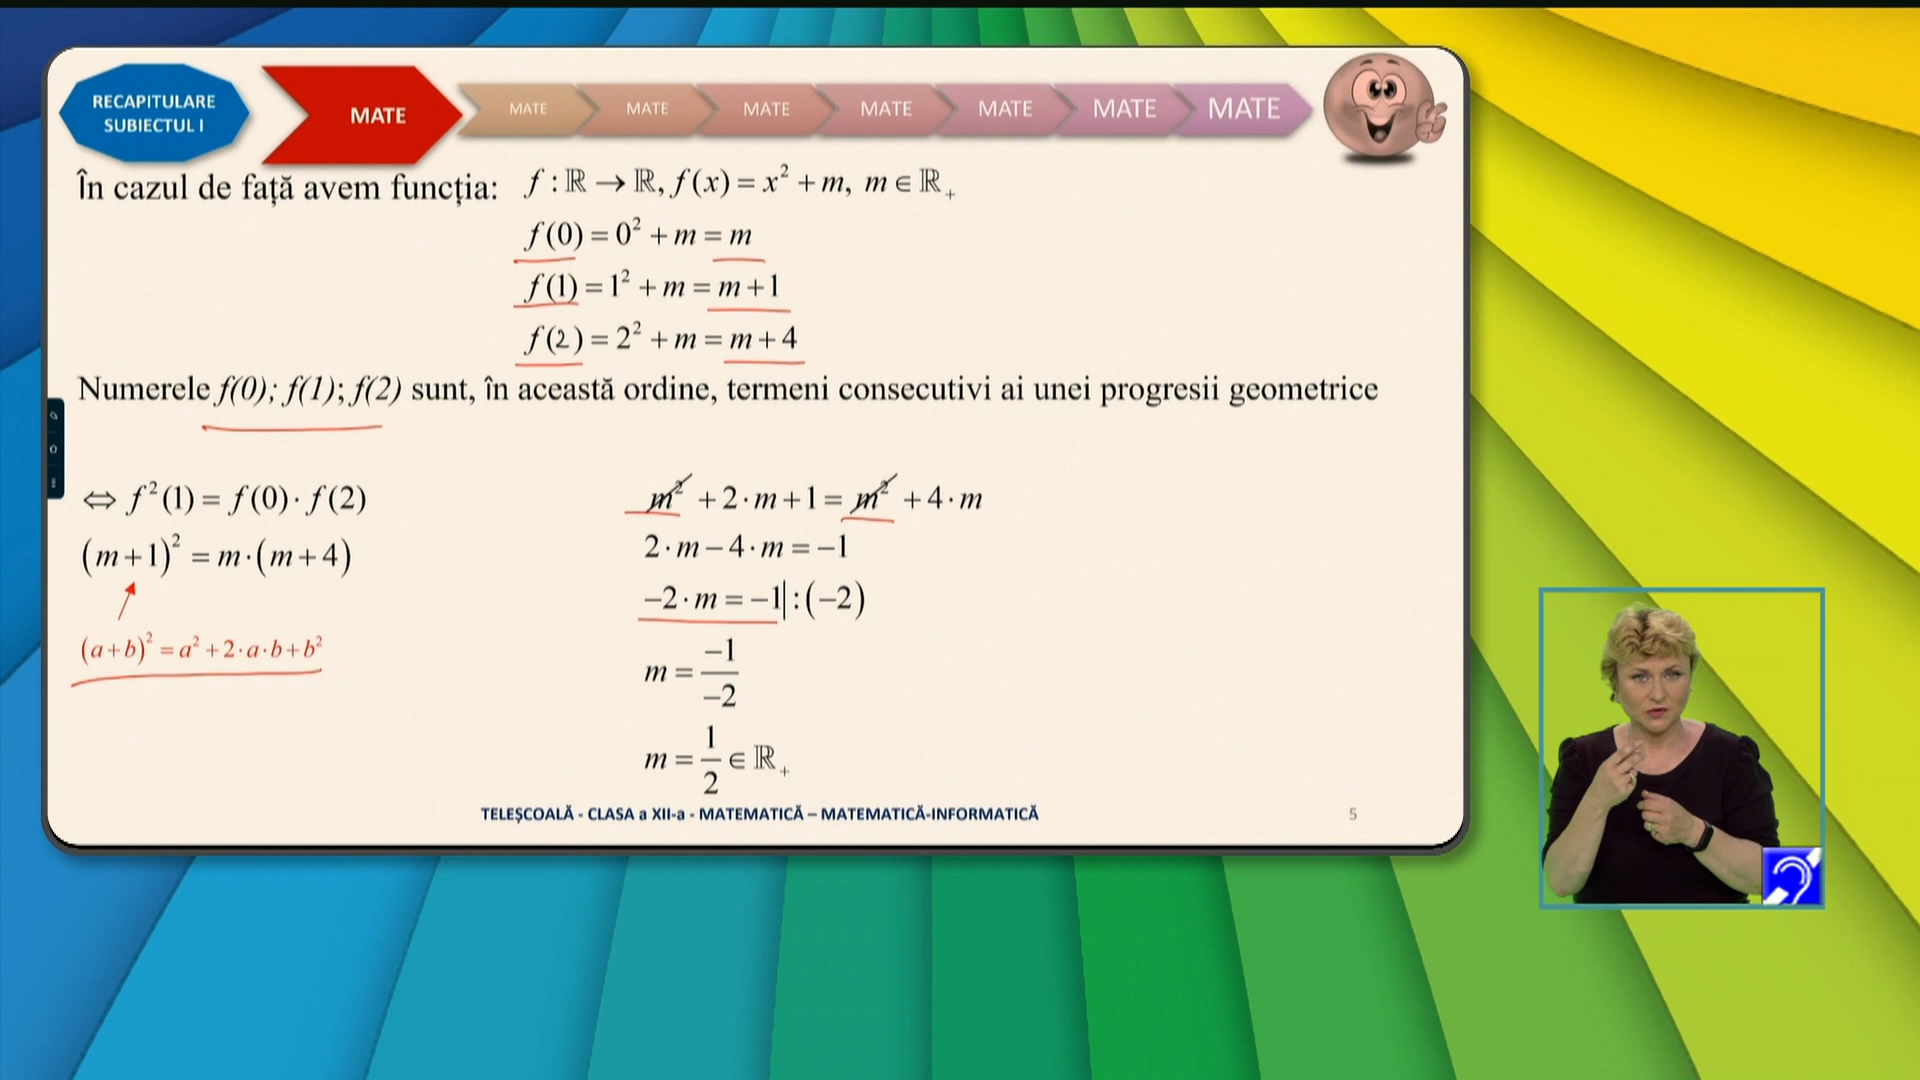 RECAPITULARE
SUBIECTUL I
MATE
MATE
MATE
MATE
MATE
MATE
MATE
MATE
În cazul de față avem funcția: f : ℝ → ℝ, f(x) = x² + m, m ∈ ℝ₊
f(0) = 0² + m = m
f(1) = 1² + m = m + 1
f(2) = 2² + m = m + 4
Numerele f(0); f(1); f(2) sunt, în această ordine, termeni consecutivi ai unei progresii geometrice
⇔ f²(1) = f(0) · f(2)
(m + 1)² = m · (m + 4)
(a + b)² = a² + 2 · a · b + b²
m² + 2 · m + 1 = m² + 4 · m
2 · m − 4 · m = −1
−2 · m = −1| : (−2)
m = −1/−2
m = 1/2 ∈ ℝ₊
TELEȘCOALĂ - CLASA a XII-a - MATEMATICĂ – MATEMATICĂ-INFORMATICĂ
5